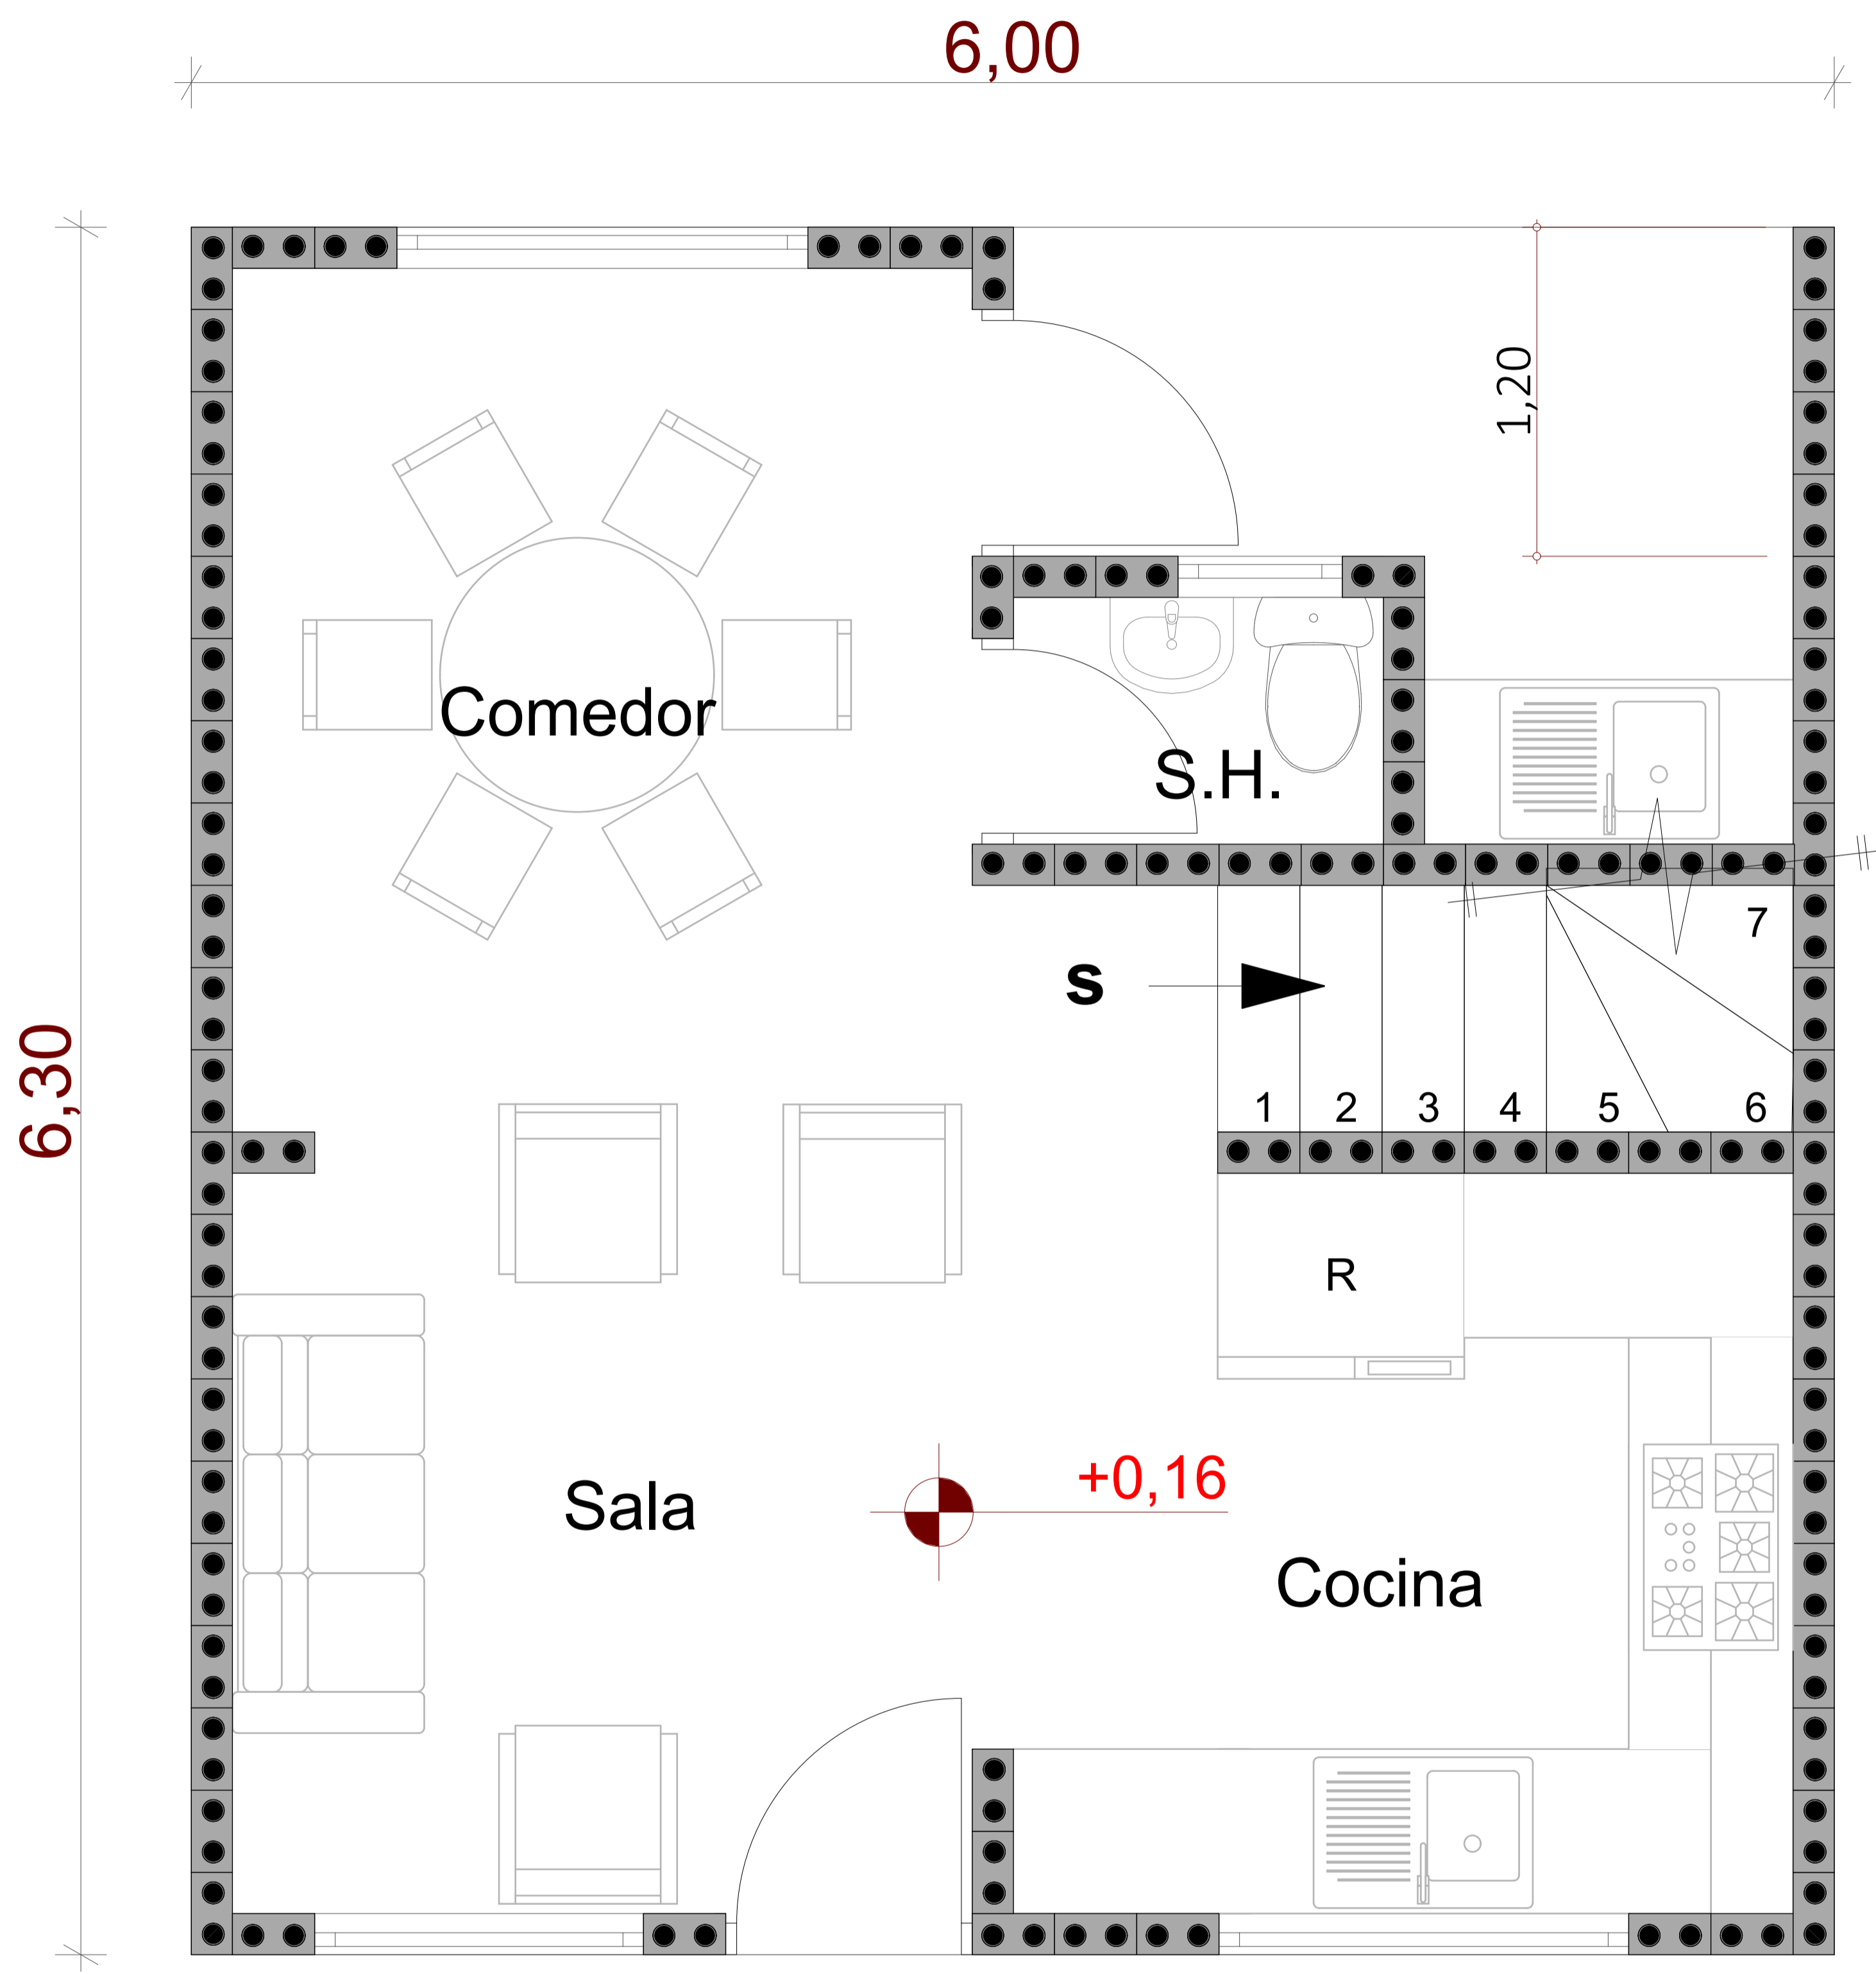 6,00
1,20
Comedor
S.H.
7
s
6,30
1 2 3 4 5 6
R
+0,16
Sala
Cocina